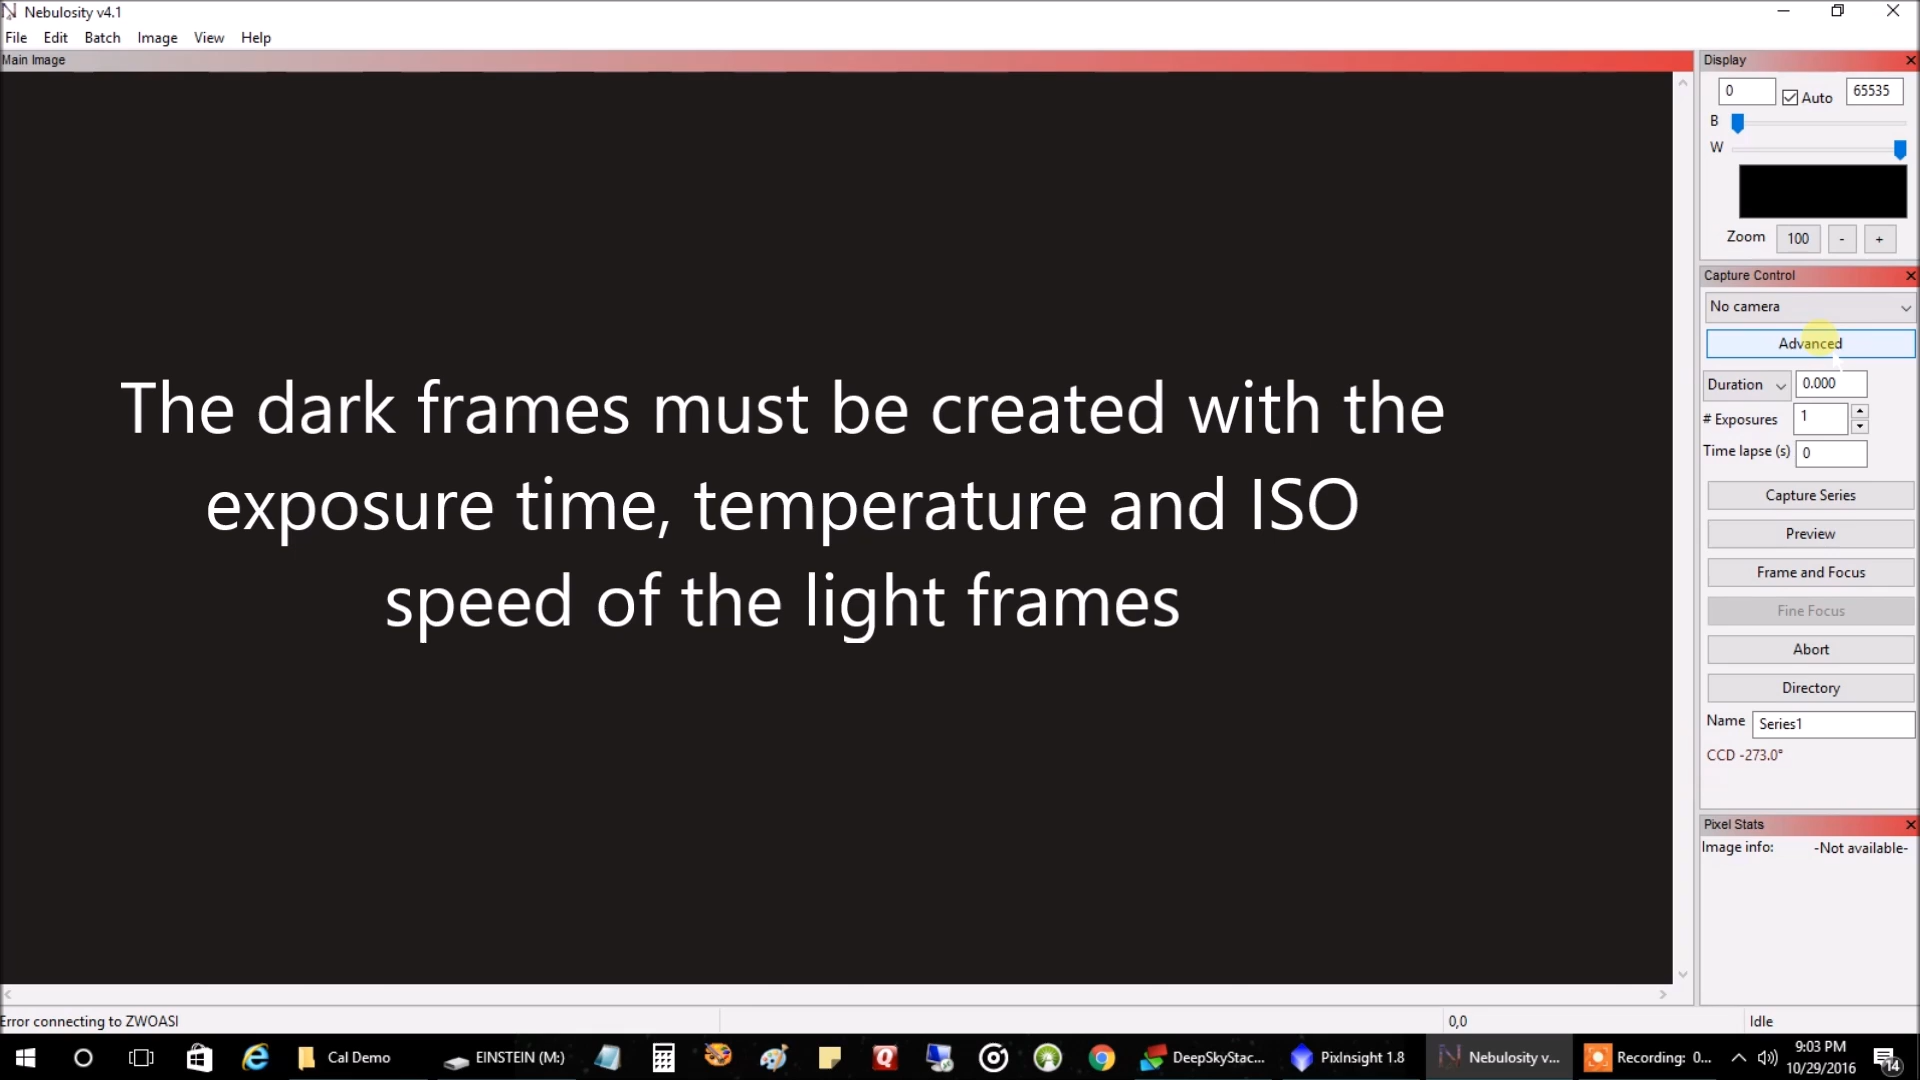 Nebulosity v4.1
File Edit Batch Image View Help
Main Image
The dark frames must be created with the
exposure time, temperature and ISO
speed of the light frames
Display
0 Auto 65535
B
W
Zoom 100 - +
Capture Control
No camera
Advanced
Duration 0.000
# Exposures 1
Time lapse (s) 0
Capture Series
Preview
Frame and Focus
Fine Focus
Abort
Directory
Name Series1
CCD -273.0°
Pixel Stats
Image info: -Not available-
Error connecting to ZWOASI 0,0 Idle
Cal Demo EINSTEIN (M:) DeepSkyStac... PixInsight 1.8 Nebulosity v... Recording: 0... 9:03 PM
10/29/2016 14